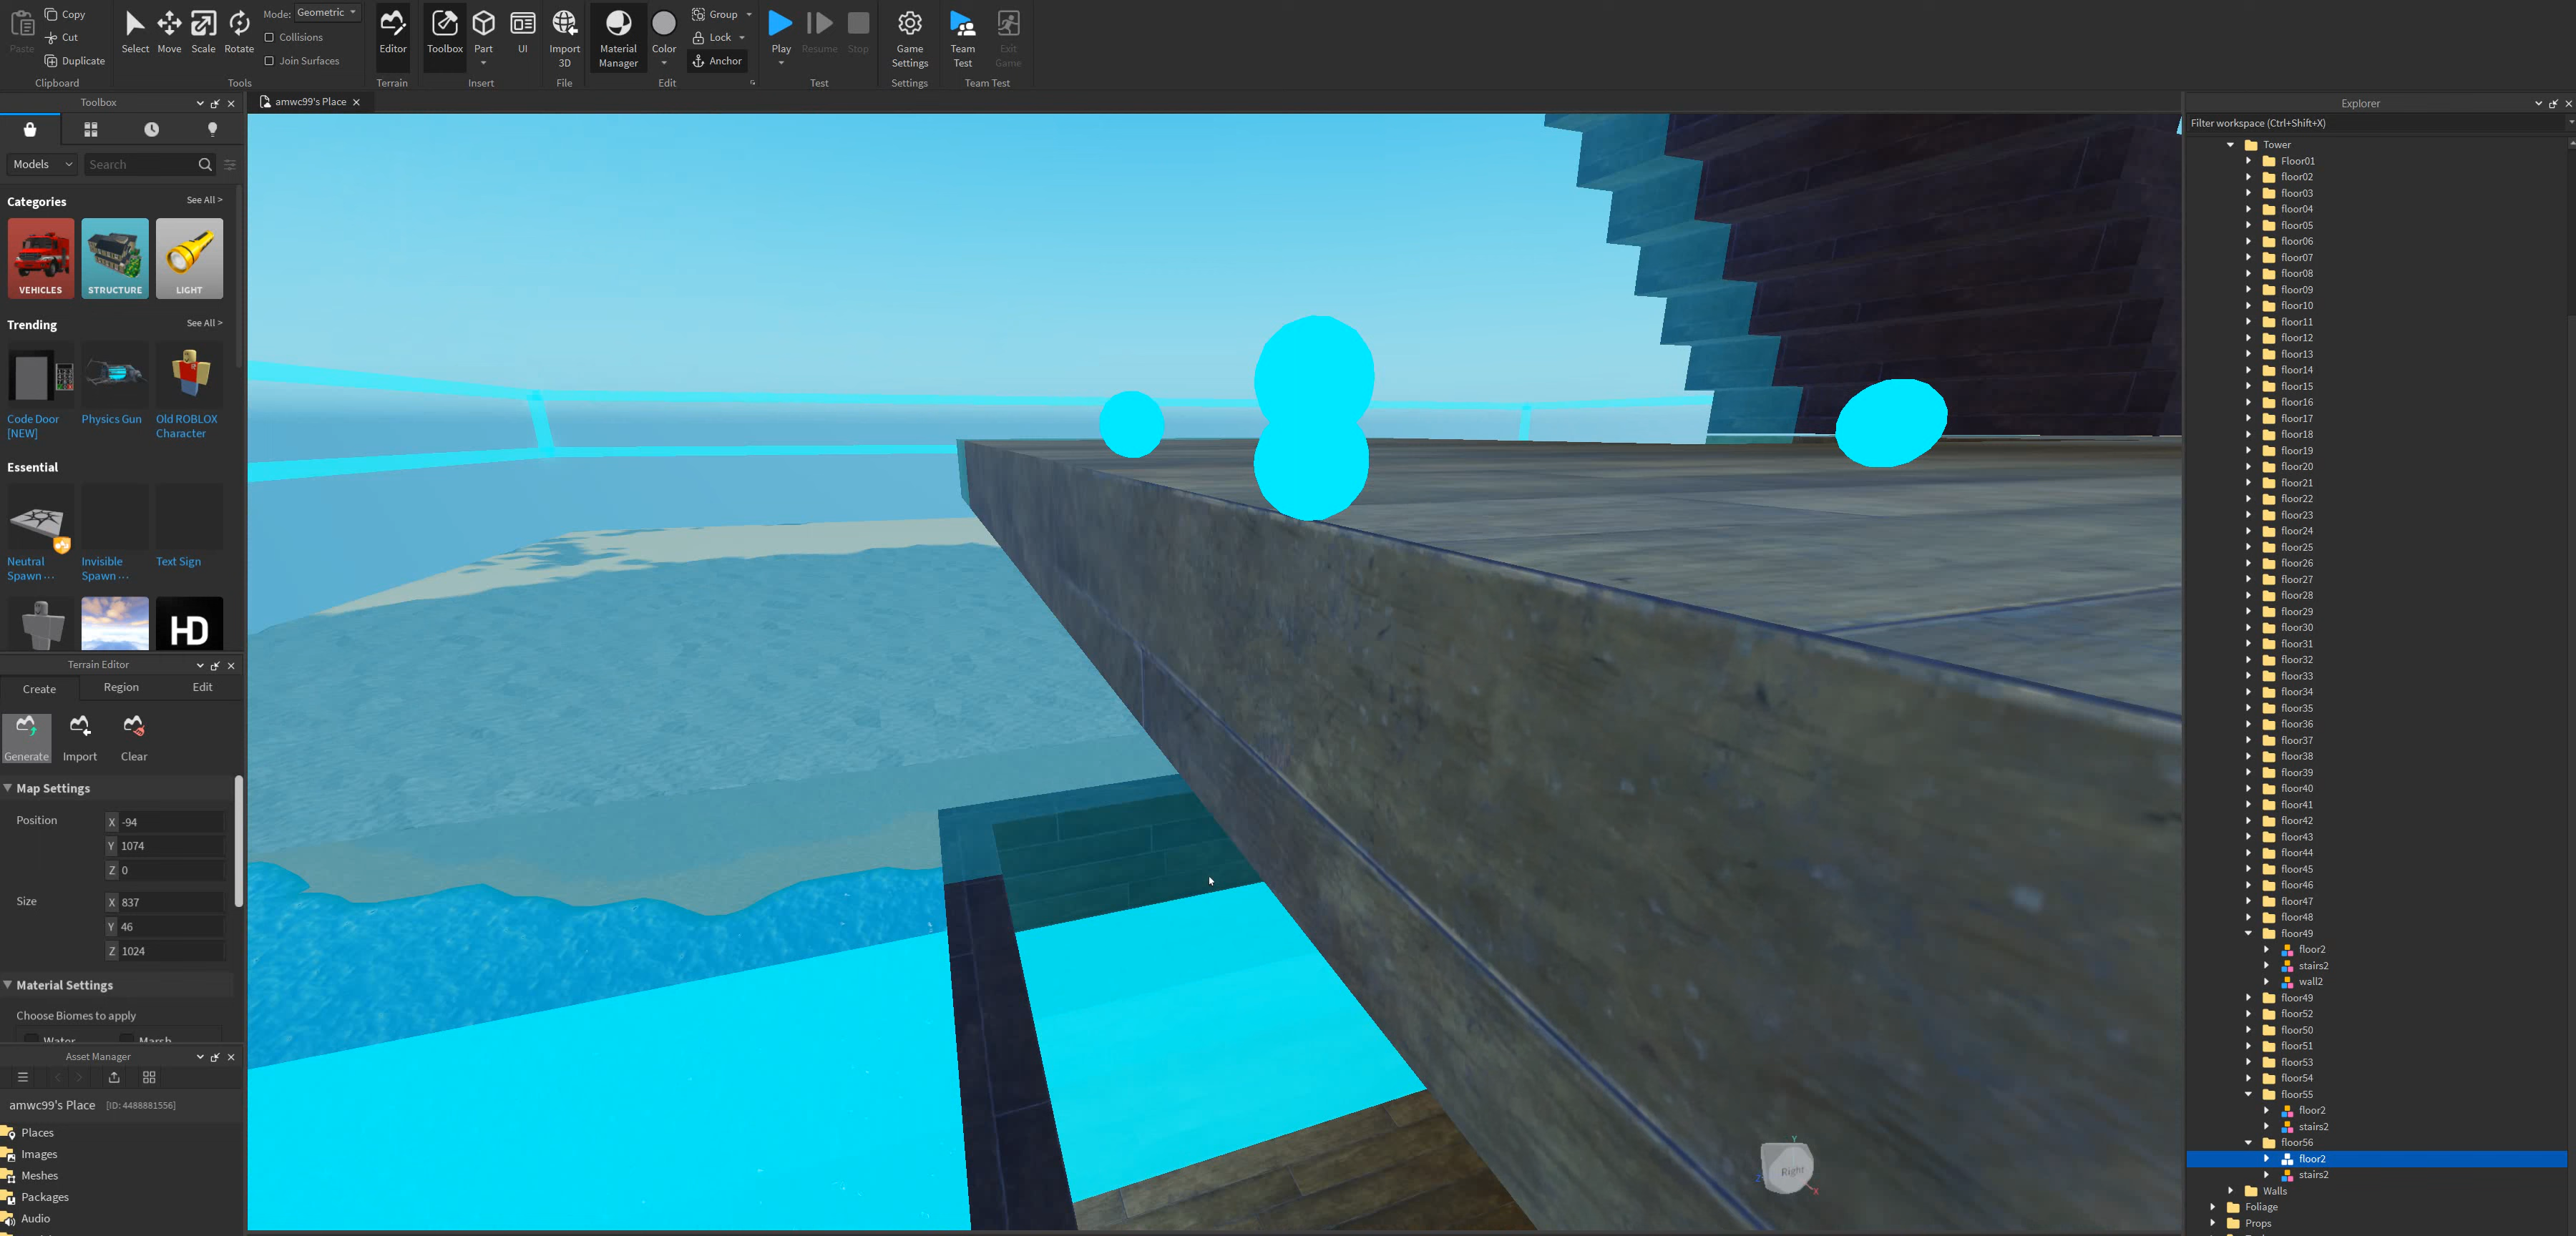 Paste
Copy
Cut
Duplicate
Clipboard
Select
Move
Scale
Rotate
Mode: Geometric
Collisions
Join Surfaces
Tools
Editor
Terrain
Toolbox
Part
UI
Insert
Import
3D
File
Material
Manager
Color
Group
Lock
Anchor
Edit
Play
Resume
Stop
Test
Game
Settings
Settings
Team
Test
Exit
Game
Team Test
Toolbox
amwc99's Place
Explorer
Models
Search
Categories
See All >
VEHICLES
STRUCTURE
LIGHT
Trending
See All >
Code Door
[NEW]
Physics Gun
Old ROBLOX
Character
Essential
Neutral
Spawn ...
Invisible
Spawn ...
Text Sign
HD
Terrain Editor
Create
Region
Edit
Generate
Import
Clear
Map Settings
Position
X -94
Y 1074
Z 0
Size
X 837
Y 46
Z 1024
Material Settings
Choose Biomes to apply
Water
Marsh
Asset Manager
amwc99's Place [ID: 4488881556]
Places
Images
Meshes
Packages
Audio
Right
Y
Z
X
Filter workspace (Ctrl+Shift+X)
Tower
Floor01
floor02
floor03
floor04
floor05
floor06
floor07
floor08
floor09
floor10
floor11
floor12
floor13
floor14
floor15
floor16
floor17
floor18
floor19
floor20
floor21
floor22
floor23
floor24
floor25
floor26
floor27
floor28
floor29
floor30
floor31
floor32
floor33
floor34
floor35
floor36
floor37
floor38
floor39
floor40
floor41
floor42
floor43
floor44
floor45
floor46
floor47
floor48
floor49
floor2
stairs2
wall2
floor49
floor52
floor50
floor51
floor53
floor54
floor55
floor2
stairs2
floor56
floor2
stairs2
Walls
Foliage
Props